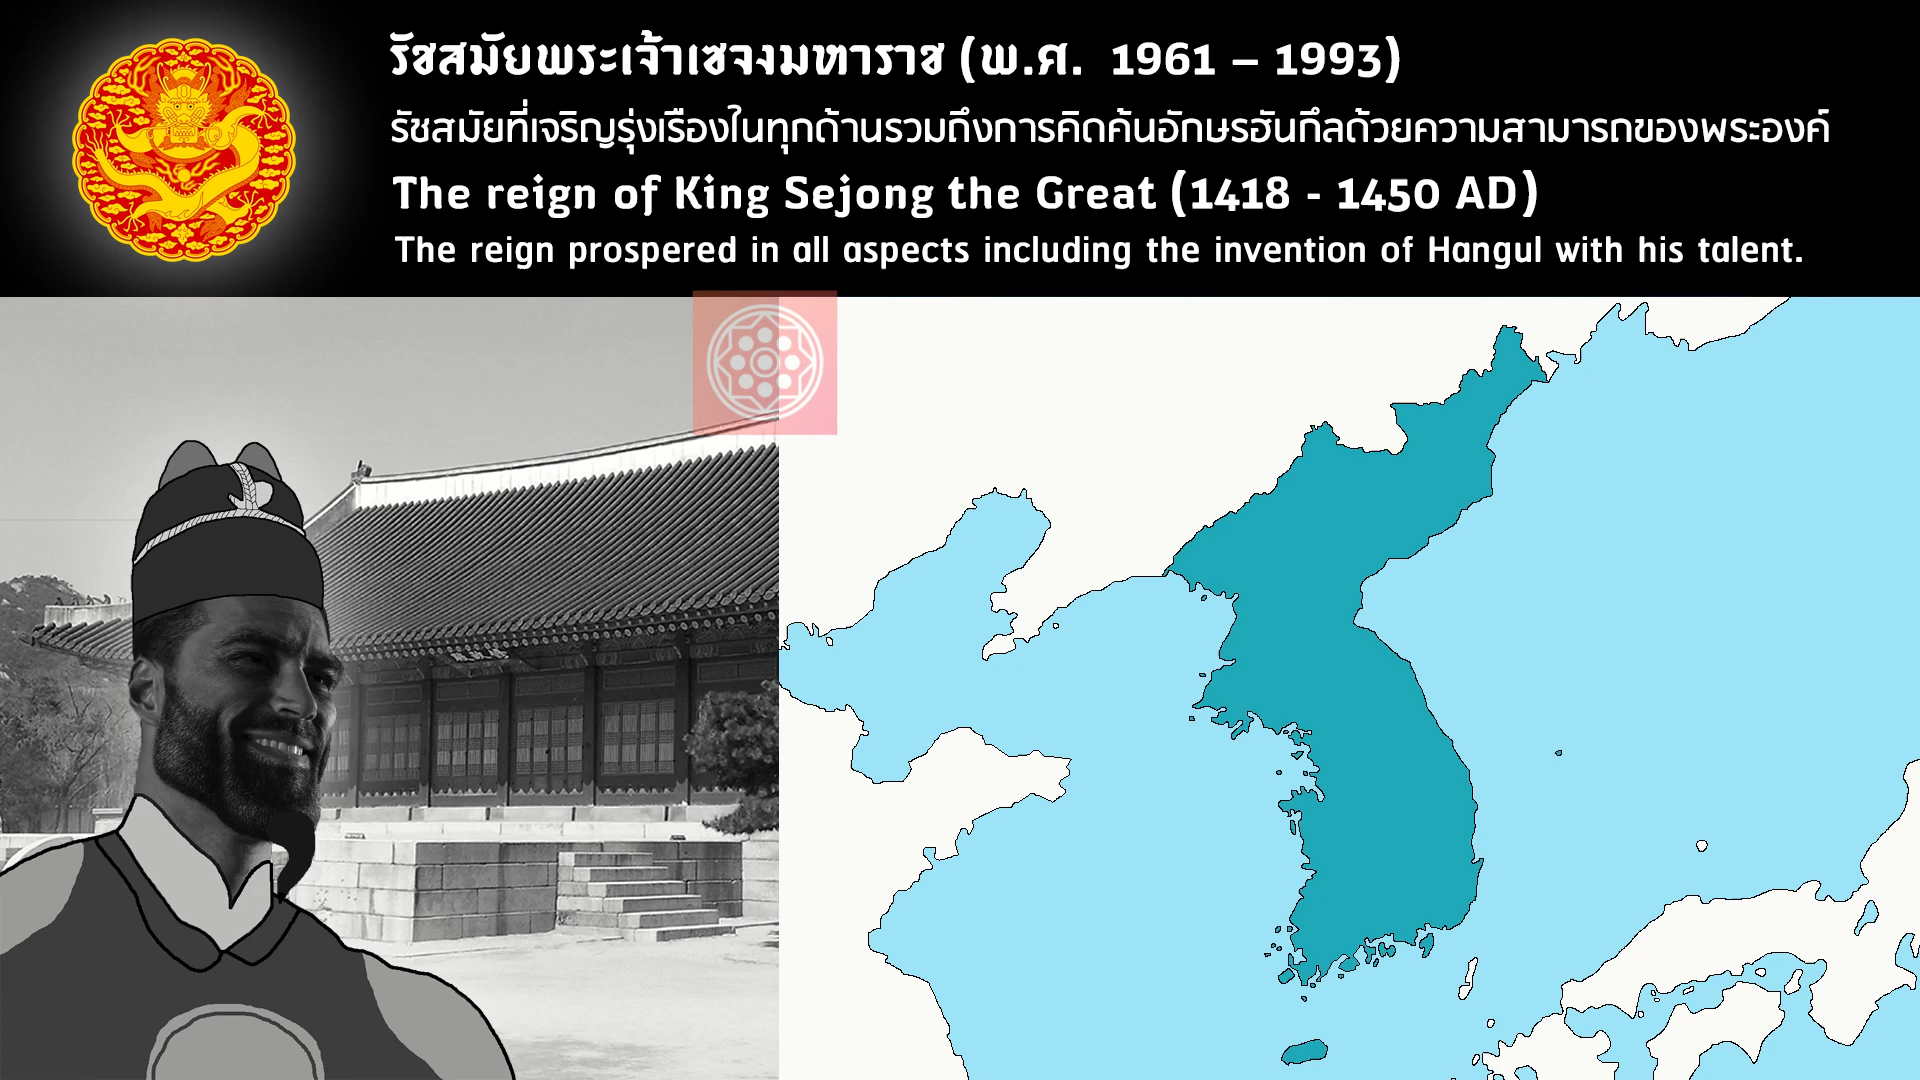 รัชสมัยพระเจ้าเซจงมหาราช (พ.ศ. 1961 – 1993)
รัชสมัยที่เจริญรุ่งเรืองในทุกด้านรวมถึงการคิดค้นอักษรฮันกึลด้วยความสามารถของพระองค์
The reign of King Sejong the Great (1418 - 1450 AD)
The reign prospered in all aspects including the invention of Hangul with his talent.